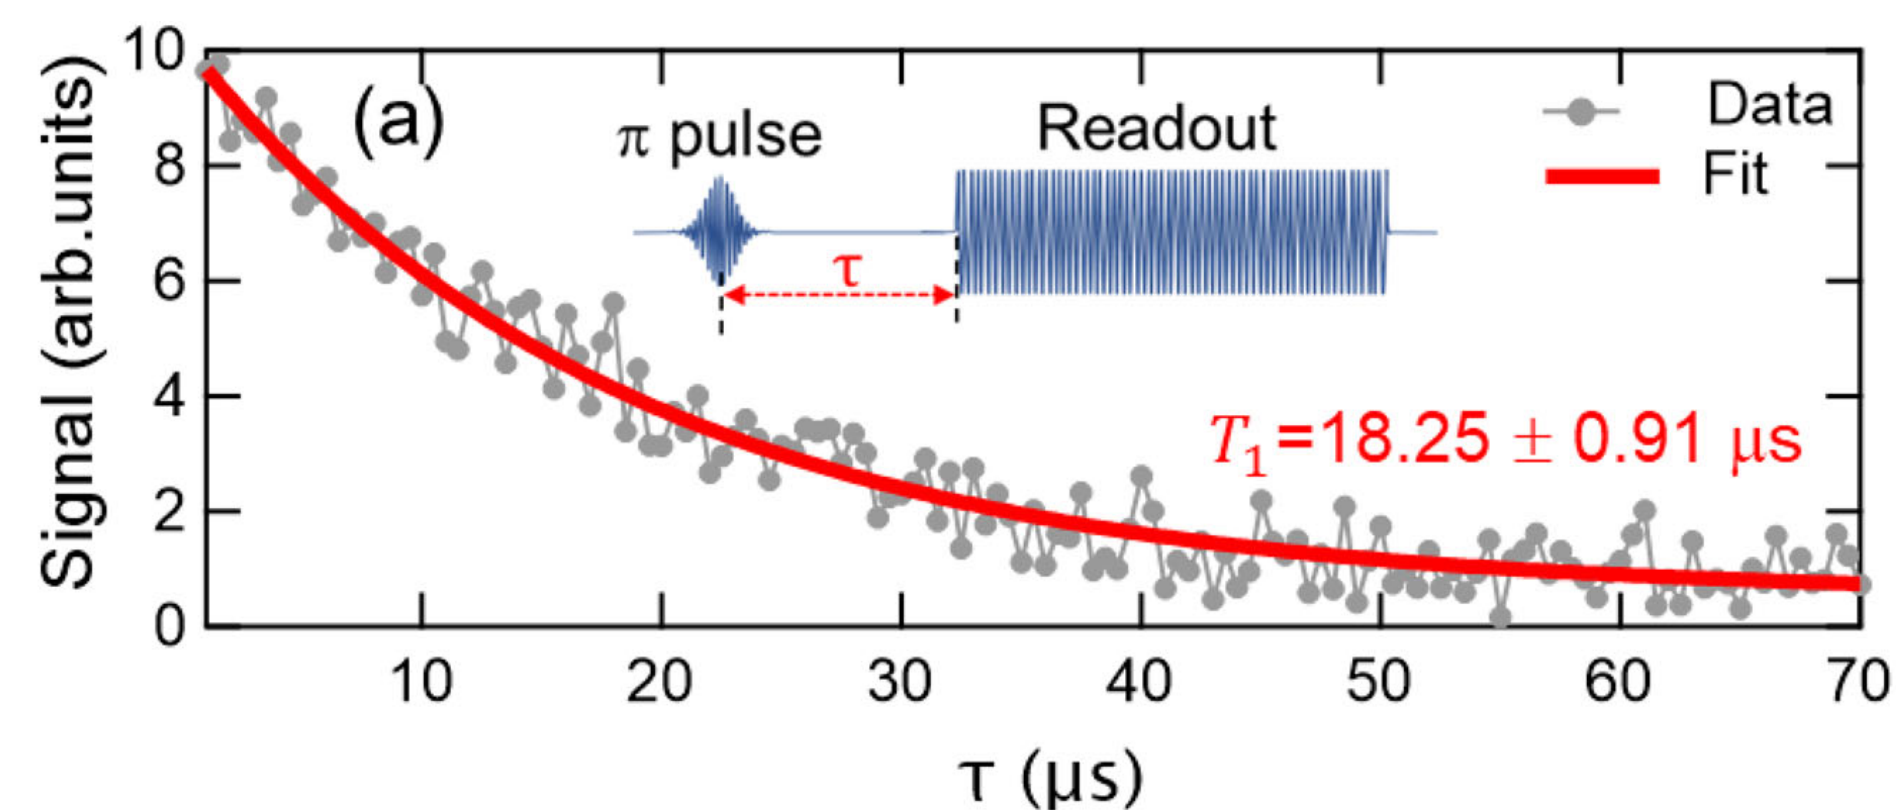 Signal (arb.units)
10
8
6
4
2
0
(a)
π pulse
Readout
τ
Data
Fit
T₁=18.25 ± 0.91 μs
10 20 30 40 50 60 70
τ (μs)